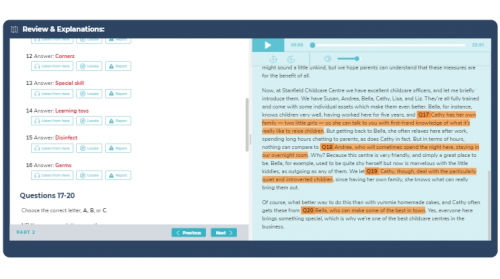 Review & Explanations:
Listen from here Locate Report
12 Answer: Corners
Listen from here Locate Report
13 Answer: Special skill
Listen from here Locate Report
14 Answer: Learning toys
Listen from here Locate Report
15 Answer: Disinfect
Listen from here Locate Report
16 Answer: Germs
Listen from here Locate Report
Questions 17-20
Choose the correct letter, A, B, or C.
PART 2
Previous
Next
might sound a little unkind, but we hope parents can understand that these measures are
for the benefit of all.
Now, at Stanfield Childcare Centre we have excellent childcare officers, and let me briefly
introduce them. We have Susan, Andrea, Bella, Cathy, Lisa, and Liz. They're all fully trained
and come with some individual assets which make them even better. Bella, for instance,
knows children very well, having worked here for five years, and Q17 Cathy has her own
family — two little girls — so she can talk to you with first-hand knowledge of what it's
really like to raise children. But getting back to Bella, she often relaxes here after work,
spending long hours chatting to parents, as does Cathy in fact. But in terms of hours,
nothing can compare to Q18 Andrea, who will sometimes spend the night here, staying in
our overnight room. Why? Because this centre is very friendly, and simply a great place to
be. Bella, for example, used to be quite shy herself but now is marvellous with the little
kiddies, as outgoing as any of them. We let Q19 Cathy, though, deal with the particularly
quiet and introverted children, since having her own family, she knows what can really
bring them out.
Of course, what better way to do this than with yummie homemade cakes, and Cathy often
gets these from Q20 Bella, who can make some of the best in town. Yes, everyone here
brings something special, which is why we're one of the best childcare centres in the
business.